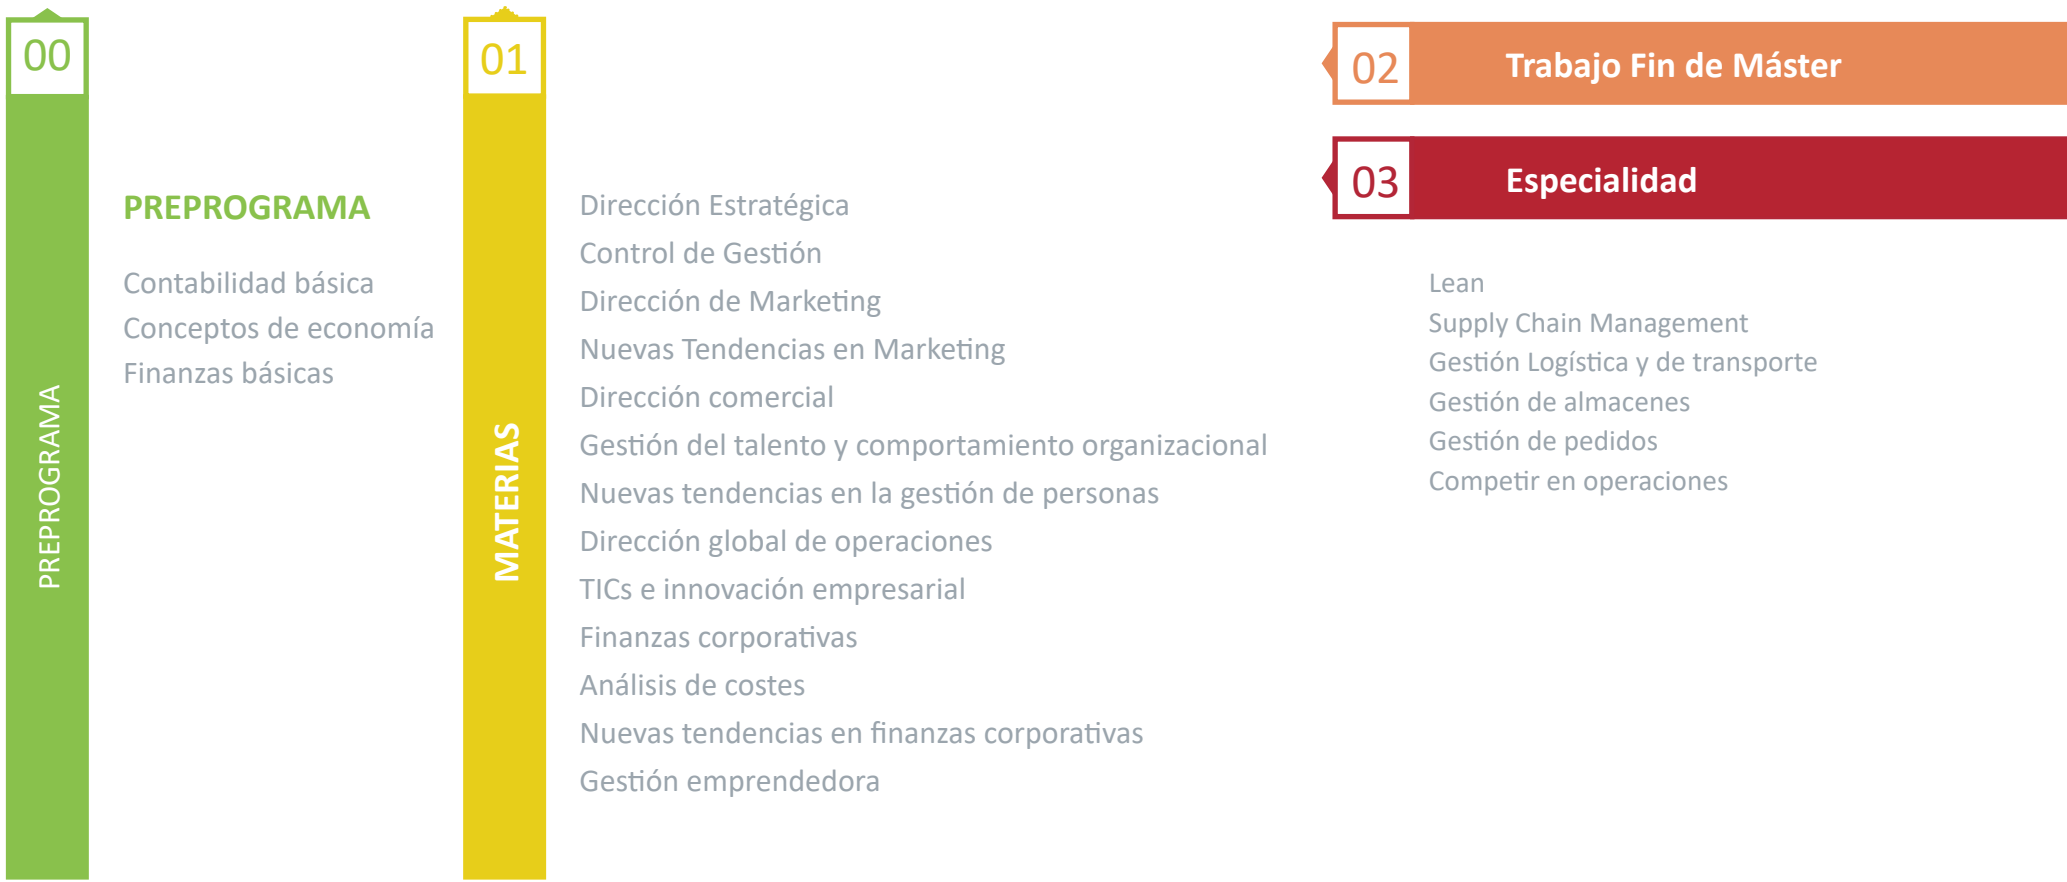 00
PREPROGRAMA
PREPROGRAMA
Contabilidad básica
Conceptos de economía
Finanzas básicas
01
MATERIAS
Dirección Estratégica
Control de Gestión
Dirección de Marketing
Nuevas Tendencias en Marketing
Dirección comercial
Gestión del talento y comportamiento organizacional
Nuevas tendencias en la gestión de personas
Dirección global de operaciones
TICs e innovación empresarial
Finanzas corporativas
Análisis de costes
Nuevas tendencias en finanzas corporativas
Gestión emprendedora
02 Trabajo Fin de Máster
03 Especialidad
Lean
Supply Chain Management
Gestión Logística y de transporte
Gestión de almacenes
Gestión de pedidos
Competir en operaciones